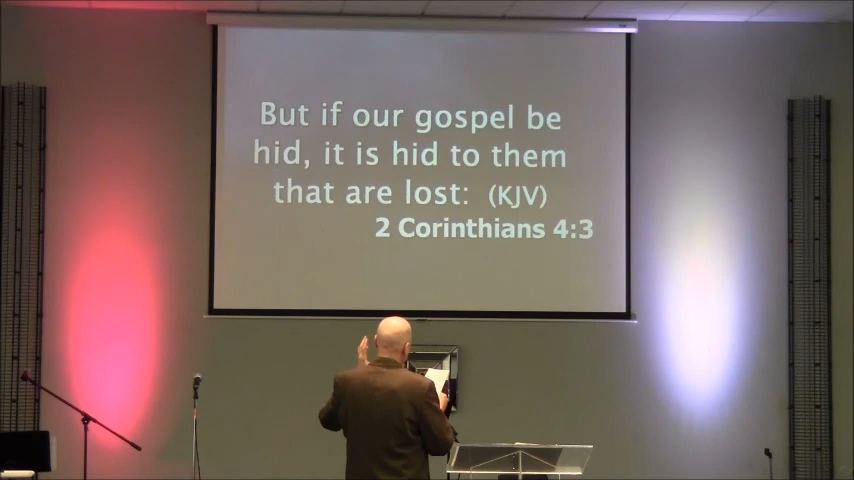 But if our gospel be
hid, it is hid to them
that are lost: (KJV)
2 Corinthians 4:3